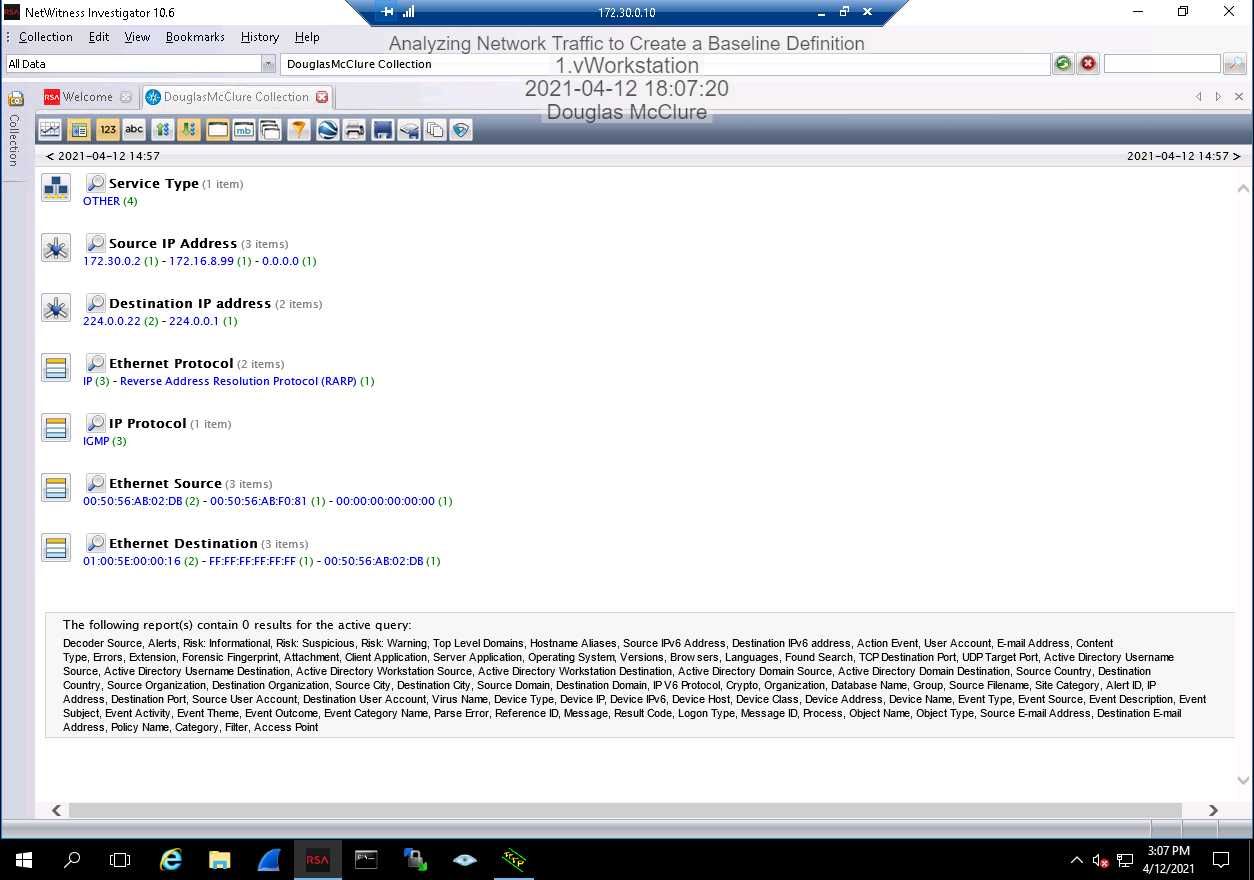 RSA NetWitness Investigator 10.6
172.30.0.10
Collection Edit View Bookmarks History Help
Analyzing Network Traffic to Create a Baseline Definition
All Data
DouglasMcClure Collection
1.vWorkstation
2021-04-12 18:07:20
RSA Welcome
DouglasMcClure Collection
Douglas McClure
Collection
123 abc mb
< 2021-04-12 14:57
2021-04-12 14:57 >
Service Type (1 item)
OTHER (4)
Source IP Address (3 items)
172.30.0.2 (1) - 172.16.8.99 (1) - 0.0.0.0 (1)
Destination IP address (2 items)
224.0.0.22 (2) - 224.0.0.1 (1)
Ethernet Protocol (2 items)
IP (3) - Reverse Address Resolution Protocol (RARP) (1)
IP Protocol (1 item)
IGMP (3)
Ethernet Source (3 items)
00:50:56:AB:02:DB (2) - 00:50:56:AB:F0:81 (1) - 00:00:00:00:00:00 (1)
Ethernet Destination (3 items)
01:00:5E:00:00:16 (2) - FF:FF:FF:FF:FF:FF (1) - 00:50:56:AB:02:DB (1)
The following report(s) contain 0 results for the active query:
Decoder Source, Alerts, Risk: Informational, Risk: Suspicious, Risk: Warning, Top Level Domains, Hostname Aliases, Source IPv6 Address, Destination IPv6 address, Action Event, User Account, E-mail Address, Content
Type, Errors, Extension, Forensic Fingerprint, Attachment, Client Application, Server Application, Operating System, Versions, Browsers, Languages, Found Search, TCP Destination Port, UDP Target Port, Active Directory Username
Source, Active Directory Username Destination, Active Directory Workstation Source, Active Directory Workstation Destination, Active Directory Domain Source, Active Directory Domain Destination, Source Country, Destination
Country, Source Organization, Destination Organization, Source City, Destination City, Source Domain, Destination Domain, IP V6 Protocol, Crypto, Organization, Database Name, Group, Source Filename, Site Category, Alert ID, IP
Address, Destination Port, Source User Account, Destination User Account, Virus Name, Device Type, Device IP, Device IPv6, Device Host, Device Class, Device Address, Device Name, Event Type, Event Source, Event Description, Event
Subject, Event Activity, Event Theme, Event Outcome, Event Category Name, Parse Error, Reference ID, Message, Result Code, Logon Type, Message ID, Process, Object Name, Object Type, Source E-mail Address, Destination E-mail
Address, Policy Name, Category, Filter, Access Point
RSA
3:07 PM
4/12/2021